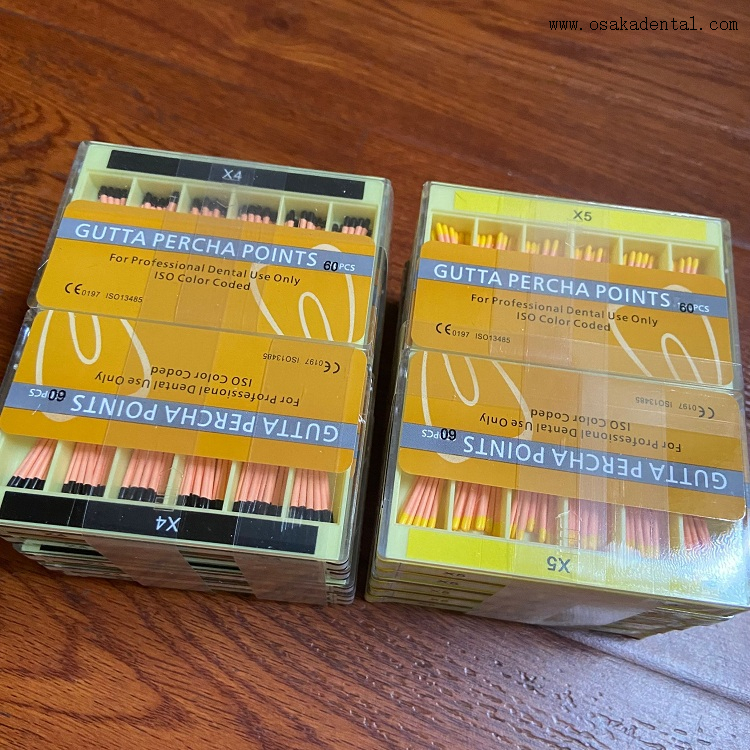 www.osakadental.com
X4
GUTTA PERCHA POINTS 60PCS
For Professional Dental Use Only
ISO Color Coded
CE0197 ISO13485
CE0197 ISO13485
ISO Color Coded
For Professional Dental Use Only
GUTTA PERCHA POINTS 60
X4
X5
GUTTA PERCHA POINTS 60PCS
For Professional Dental Use Only
ISO Color Coded
CE0197 ISO13485
CE0197 ISO13485
ISO Color Coded
For Professional Dental Use Only
GUTTA PERCHA POINTS 60PCS
X5
X5
X5